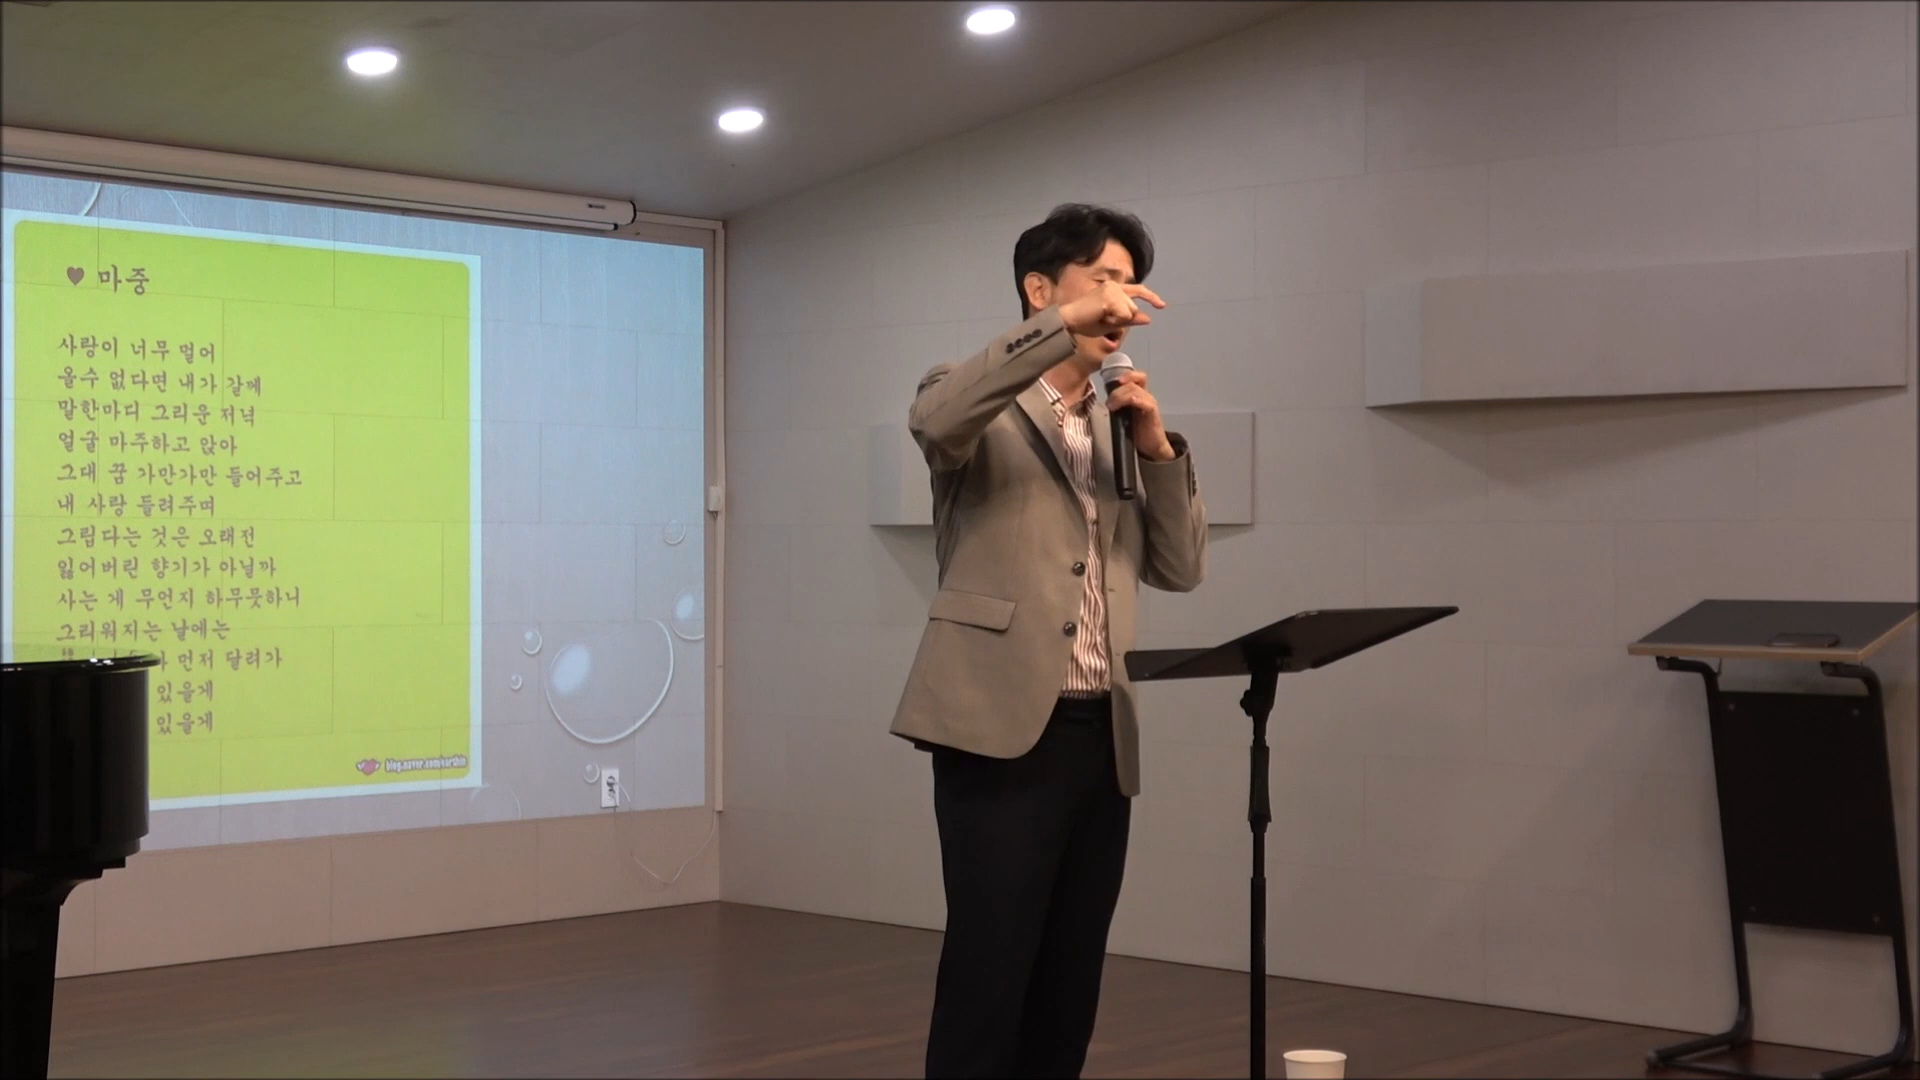 ♥ 마중
사랑이 너무 멀어
올수 없다면 내가 갈께
말한마디 그리운 저녁
얼굴 마주하고 앉아
그대 꿈 가만가만 들어주고
내 사랑 들려주며
그립다는 것은 오래전
잃어버린 향기가 아닐까
사는 게 무언지 하무뭇하니
그리워지는 날에는
먼저 달려가
있을게
있을게